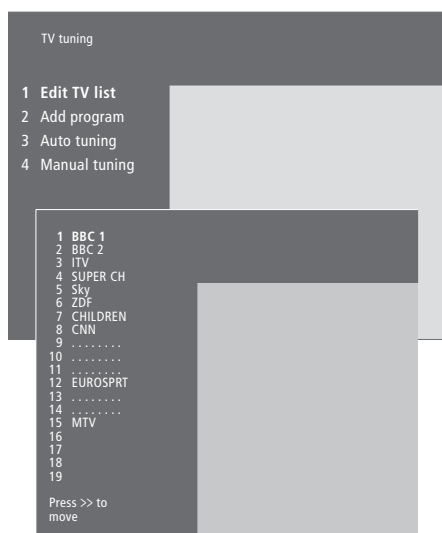 TV tuning
1 Edit TV list
2 Add program
3 Auto tuning
4 Manual tuning
1 BBC 1
2 BBC 2
3 ITV
4 SUPER CH
5 Sky
6 ZDF
7 CHILDREN
8 CNN
9 . . . . . . . .
10 . . . . . . . .
11 . . . . . . . .
12 EUROSPRT
13 . . . . . . . .
14 . . . . . . . .
15 MTV
16
17
18
19
Press >> to
move